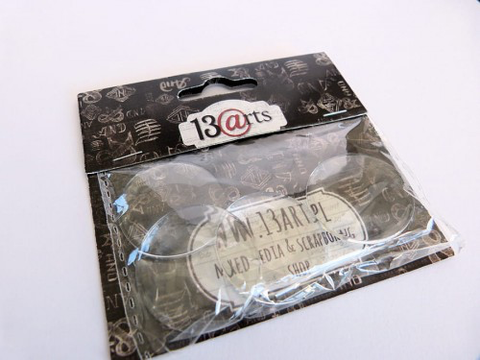 13@rts
WWW.13ARTS.PL
MIXED-MEDIA & SCRAPBOOKING
SHOP